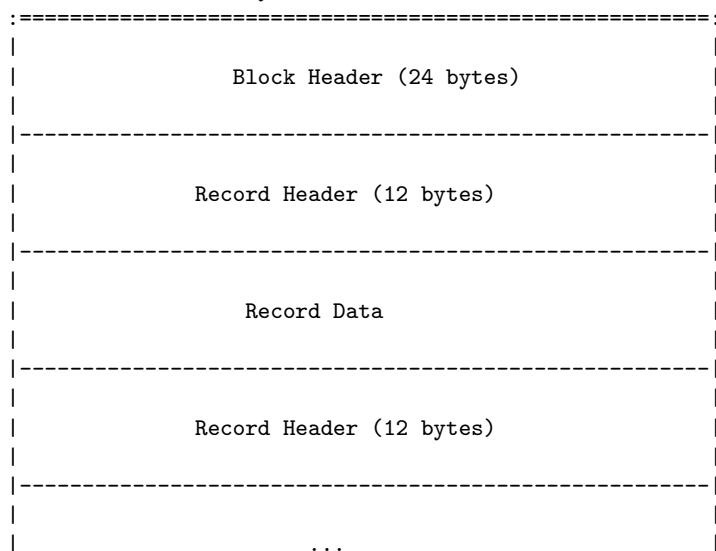 :=======================================================:
|                                                       |
|                 Block Header (24 bytes)               |
|                                                       |
|-------------------------------------------------------|
|                                                       |
|              Record Header (12 bytes)                 |
|                                                       |
|-------------------------------------------------------|
|                                                       |
|                  Record Data                          |
|                                                       |
|-------------------------------------------------------|
|                                                       |
|              Record Header (12 bytes)                 |
|                                                       |
|-------------------------------------------------------|
|                                                       |
|                       ...                             |